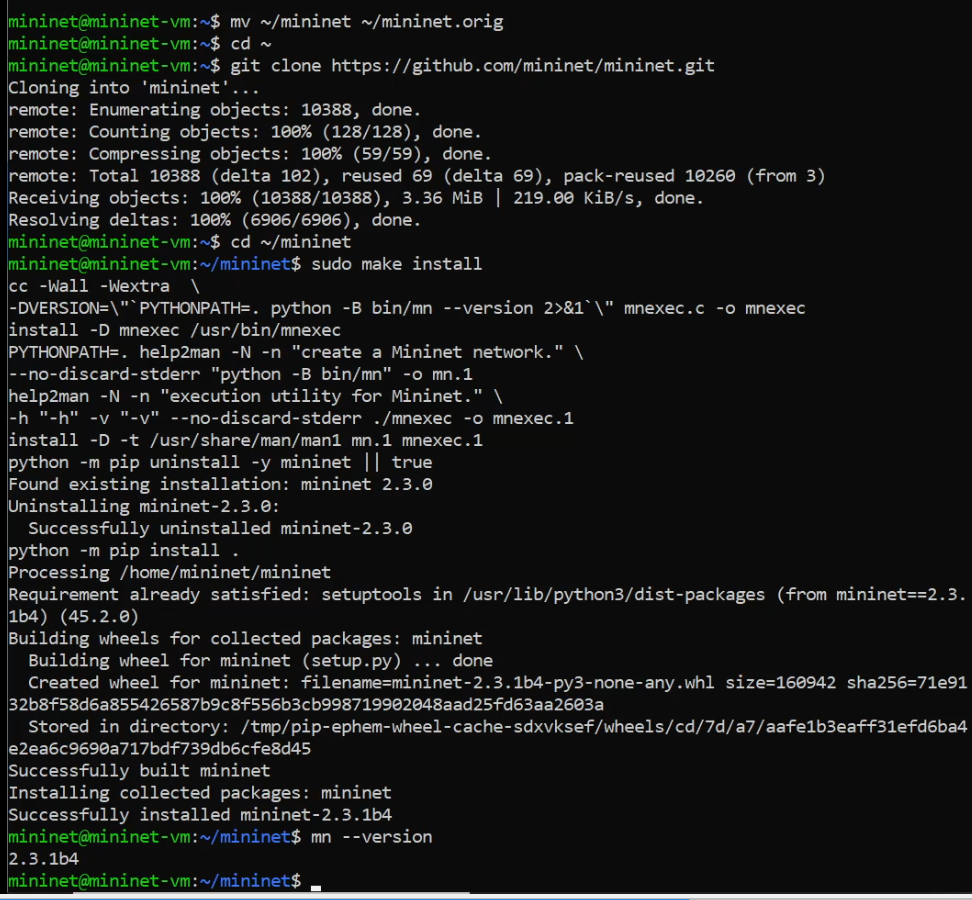 mininet@mininet-vm:~$ mv ~/mininet ~/mininet.orig
mininet@mininet-vm:~$ cd ~
mininet@mininet-vm:~$ git clone https://github.com/mininet/mininet.git
Cloning into 'mininet'...
remote: Enumerating objects: 10388, done.
remote: Counting objects: 100% (128/128), done.
remote: Compressing objects: 100% (59/59), done.
remote: Total 10388 (delta 102), reused 69 (delta 69), pack-reused 10260 (from 3)
Receiving objects: 100% (10388/10388), 3.36 MiB | 219.00 KiB/s, done.
Resolving deltas: 100% (6906/6906), done.
mininet@mininet-vm:~$ cd ~/mininet
mininet@mininet-vm:~/mininet$ sudo make install
cc -Wall -Wextra  \
-DVERSION=\"`PYTHONPATH=. python -B bin/mn --version 2>&1`\" mnexec.c -o mnexec
install -D mnexec /usr/bin/mnexec
PYTHONPATH=. help2man -N -n "create a Mininet network." \
--no-discard-stderr "python -B bin/mn" -o mn.1
help2man -N -n "execution utility for Mininet." \
-h "-h" -v "-v" --no-discard-stderr ./mnexec -o mnexec.1
install -D -t /usr/share/man/man1 mn.1 mnexec.1
python -m pip uninstall -y mininet || true
Found existing installation: mininet 2.3.0
Uninstalling mininet-2.3.0:
  Successfully uninstalled mininet-2.3.0
python -m pip install .
Processing /home/mininet/mininet
Requirement already satisfied: setuptools in /usr/lib/python3/dist-packages (from mininet==2.3.
1b4) (45.2.0)
Building wheels for collected packages: mininet
  Building wheel for mininet (setup.py) ... done
  Created wheel for mininet: filename=mininet-2.3.1b4-py3-none-any.whl size=160942 sha256=71e91
32b8f58d6a855426587b9c8f556b3cb998719902048aad25fd63aa2603a
  Stored in directory: /tmp/pip-ephem-wheel-cache-sdxvksef/wheels/cd/7d/a7/aafe1b3eaff31efd6ba4
e2ea6c9690a717bdf739db6cfe8d45
Successfully built mininet
Installing collected packages: mininet
Successfully installed mininet-2.3.1b4
mininet@mininet-vm:~/mininet$ mn --version
2.3.1b4
mininet@mininet-vm:~/mininet$